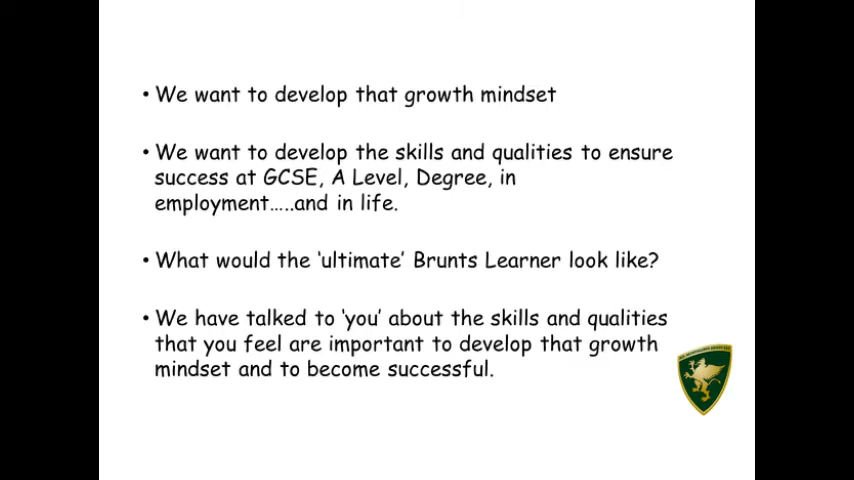 • We want to develop that growth mindset
• We want to develop the skills and qualities to ensure
success at GCSE, A Level, Degree, in
employment…..and in life.
• What would the ‘ultimate’ Brunts Learner look like?
• We have talked to ‘you’ about the skills and qualities
that you feel are important to develop that growth
mindset and to become successful.